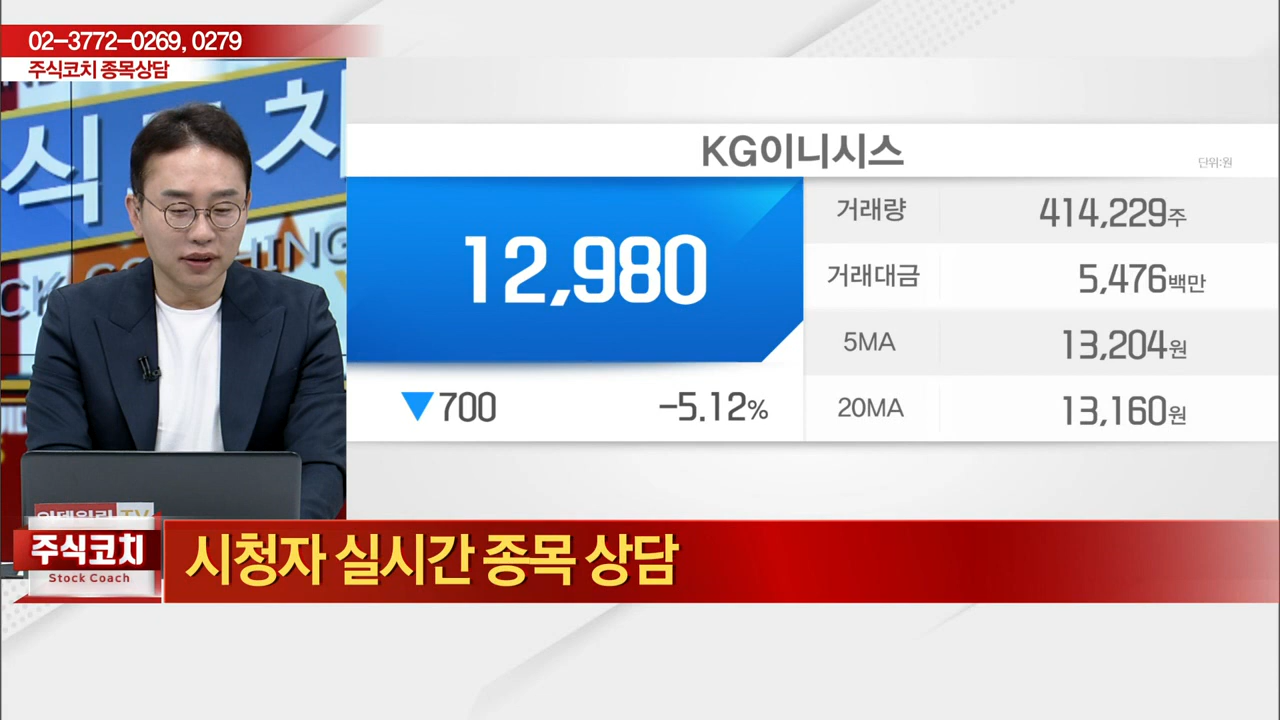 02-3772-0269, 0279
주식코치 종목상담
식
치
KG이니시스
단위:원
12,980
▼700
-5.12%
거래량 414,229주
거래대금 5,476백만
5MA 13,204원
20MA 13,160원
주식코치
Stock Coach
시청자 실시간 종목 상담